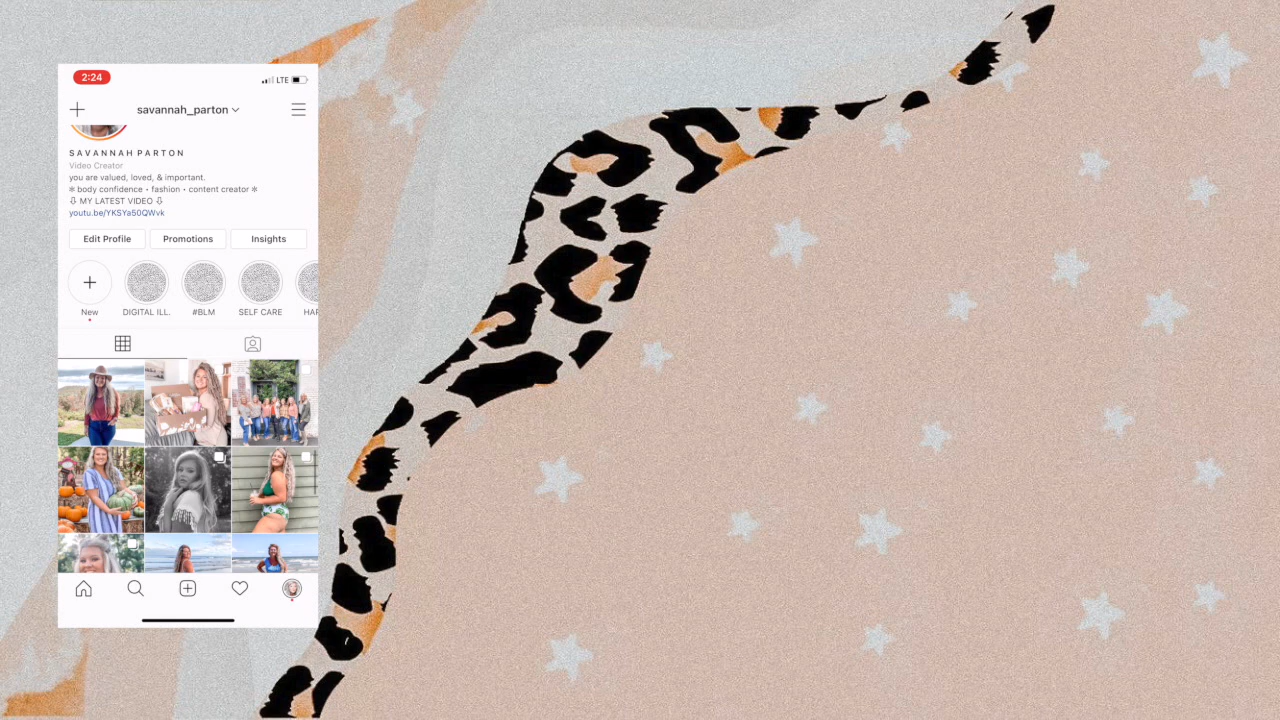 2:24
LTE
savannah_parton
SAVANNAH PARTON
Video Creator
you are valued, loved, & important.
✻ body confidence • fashion • content creator ✻
⇩ MY LATEST VIDEO ⇩
youtu.be/YKSYa50QWvk
Edit Profile Promotions Insights
New DIGITAL ILL. #BLM SELF CARE